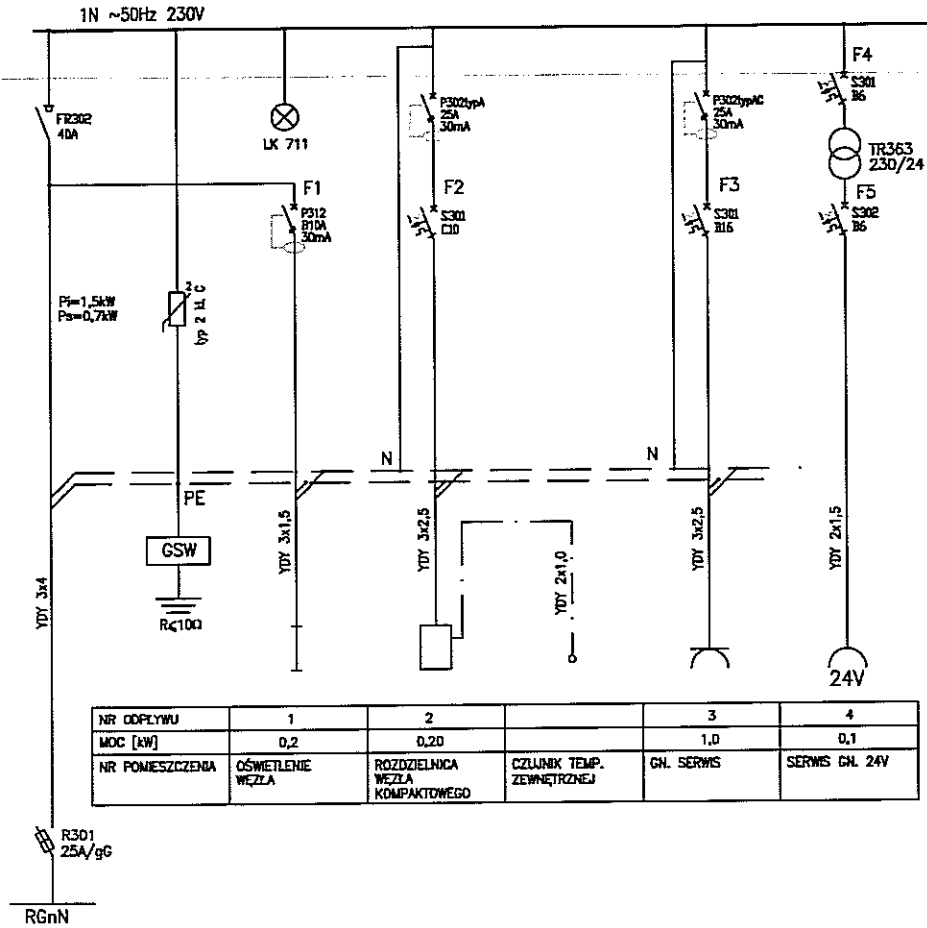 1N ~50Hz 230V
FR302
40A
LK 711
P302typA
25A
30mA
P302typAC
25A
30mA
F4
S301
B6
TR363
230/24
F1
P312
B10A
30mA
F2
S301
C10
F3
S301
B16
F5
S302
B6
Pi=1,5kW
Ps=0,7kW
2
typ 2 kl. C
N
N
PE
GSW
R⩽10Ω
YDY 3x4
YDY 3x1,5
YDY 3x2,5
YDY 2x1,0
YDY 3x2,5
YDY 2x1,5
24V
NR ODPŁYWU 1 2 3 4
MOC [kW] 0,2 0,20 1,0 0,1
NR POMIESZCZENIA OŚWIETLENIE ROZDZIELNICA CZUJNIK TEMP. GN. SERWIS SERWIS GN. 24V
WĘZŁA WĘZŁA ZEWNĘTRZNEJ
KOMPAKTOWEGO
R301
25A/gG
RGnN